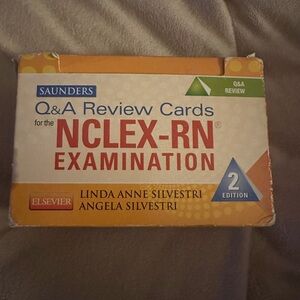 SAUNDERS
Q&A Review Cards
for the NCLEX-RN®
EXAMINATION
Q&A
REVIEW
ELSEVIER
LINDA ANNE SILVESTRI
ANGELA SILVESTRI
2
EDITION